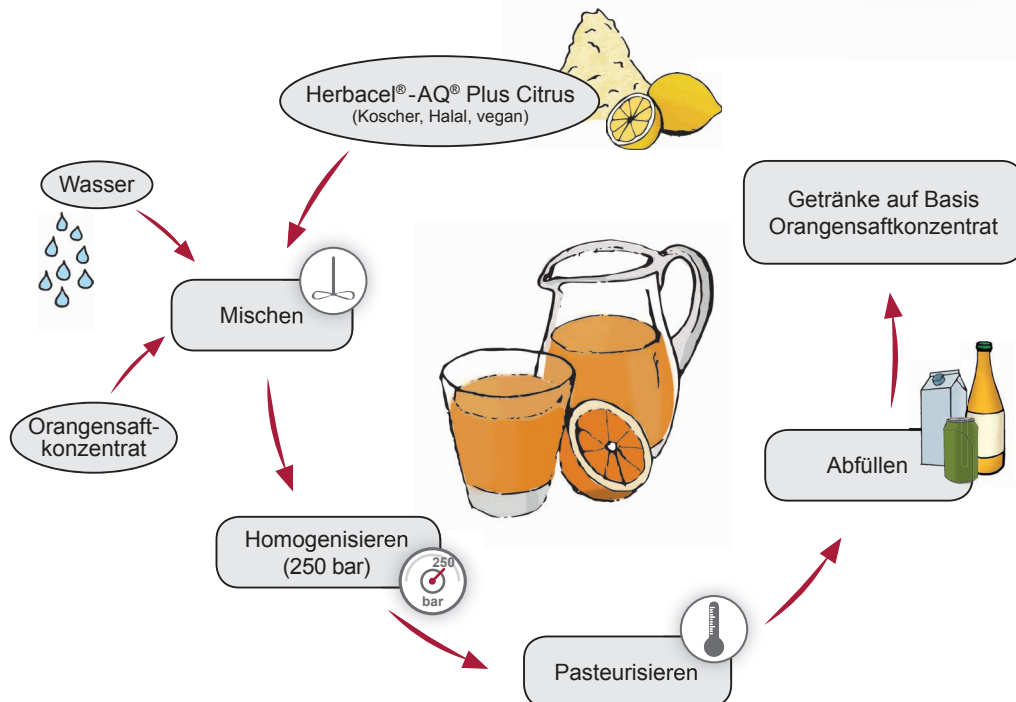 Herbacel®-AQ® Plus Citrus
(Koscher, Halal, vegan)
Wasser
Mischen
Orangensaft-
konzentrat
Homogenisieren
(250 bar)
250
bar
Pasteurisieren
Abfüllen
Getränke auf Basis
Orangensaftkonzentrat